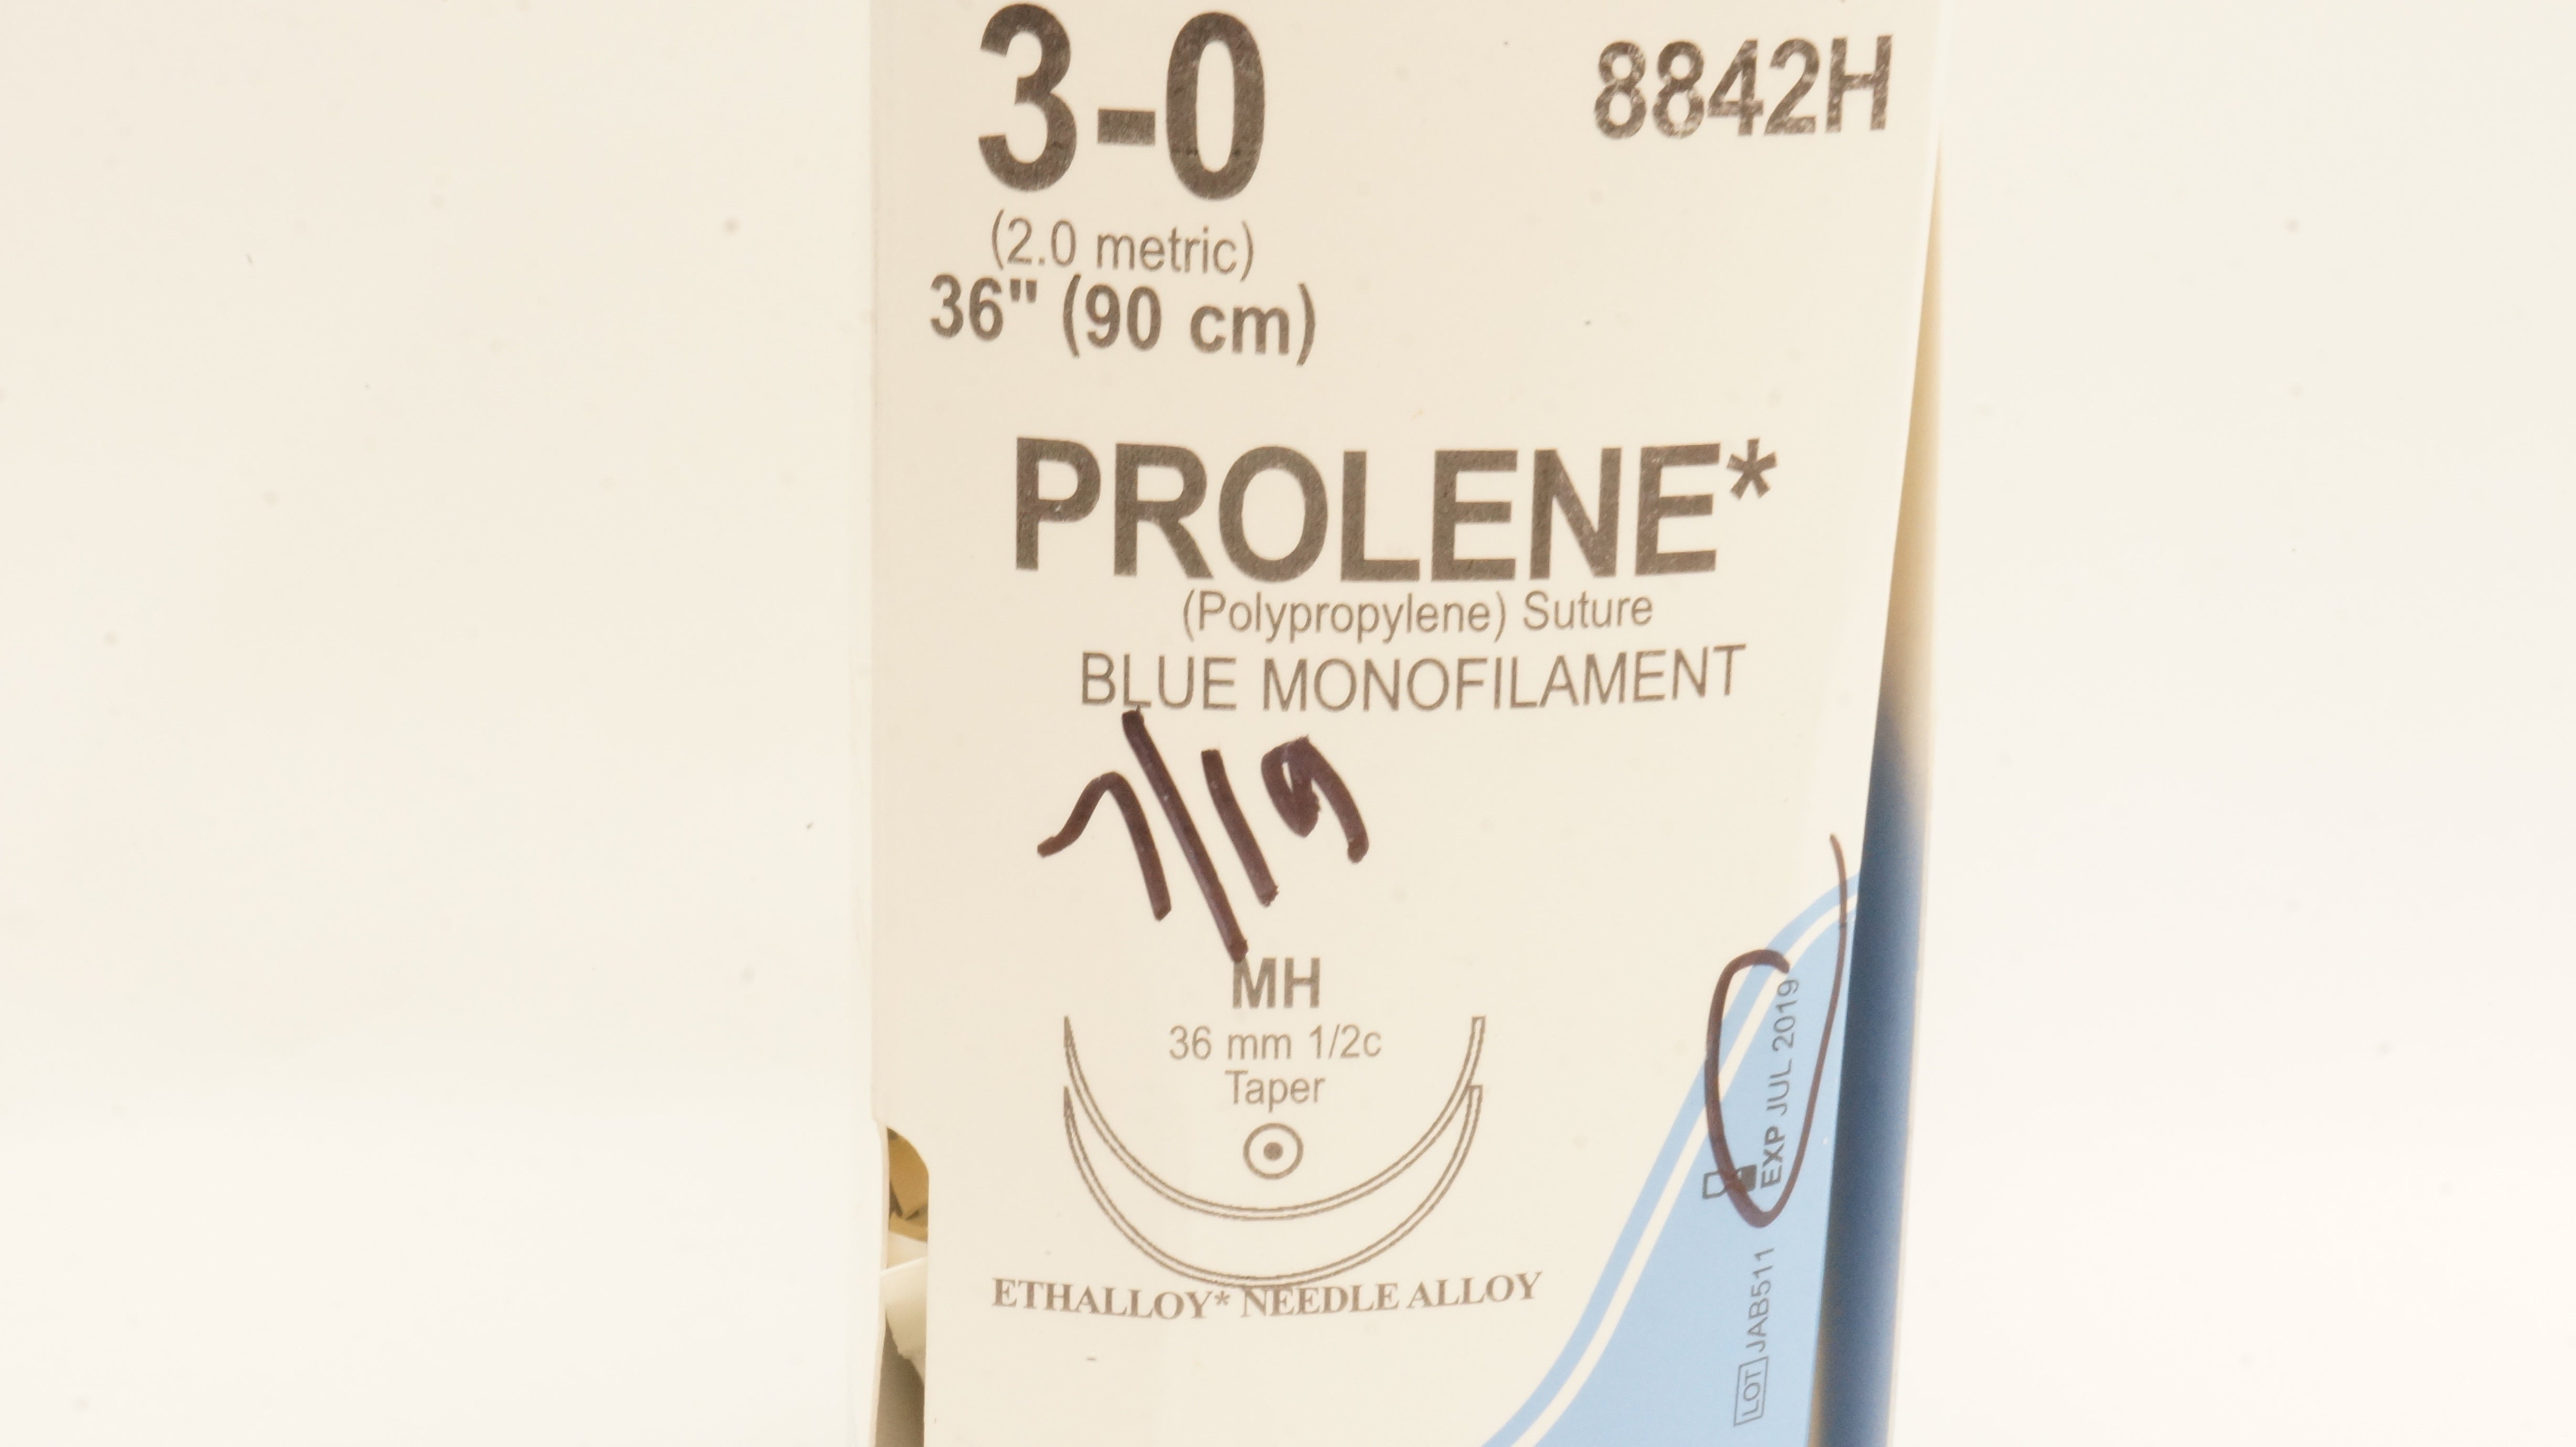 3-0
8842H
(2.0 metric)
36" (90 cm)
PROLENE*
(Polypropylene) Suture
BLUE MONOFILAMENT
7/19
MH
36 mm 1/2c
Taper
ETHALLOY* NEEDLE ALLOY
EXP JUL 2019
LOT JAB511